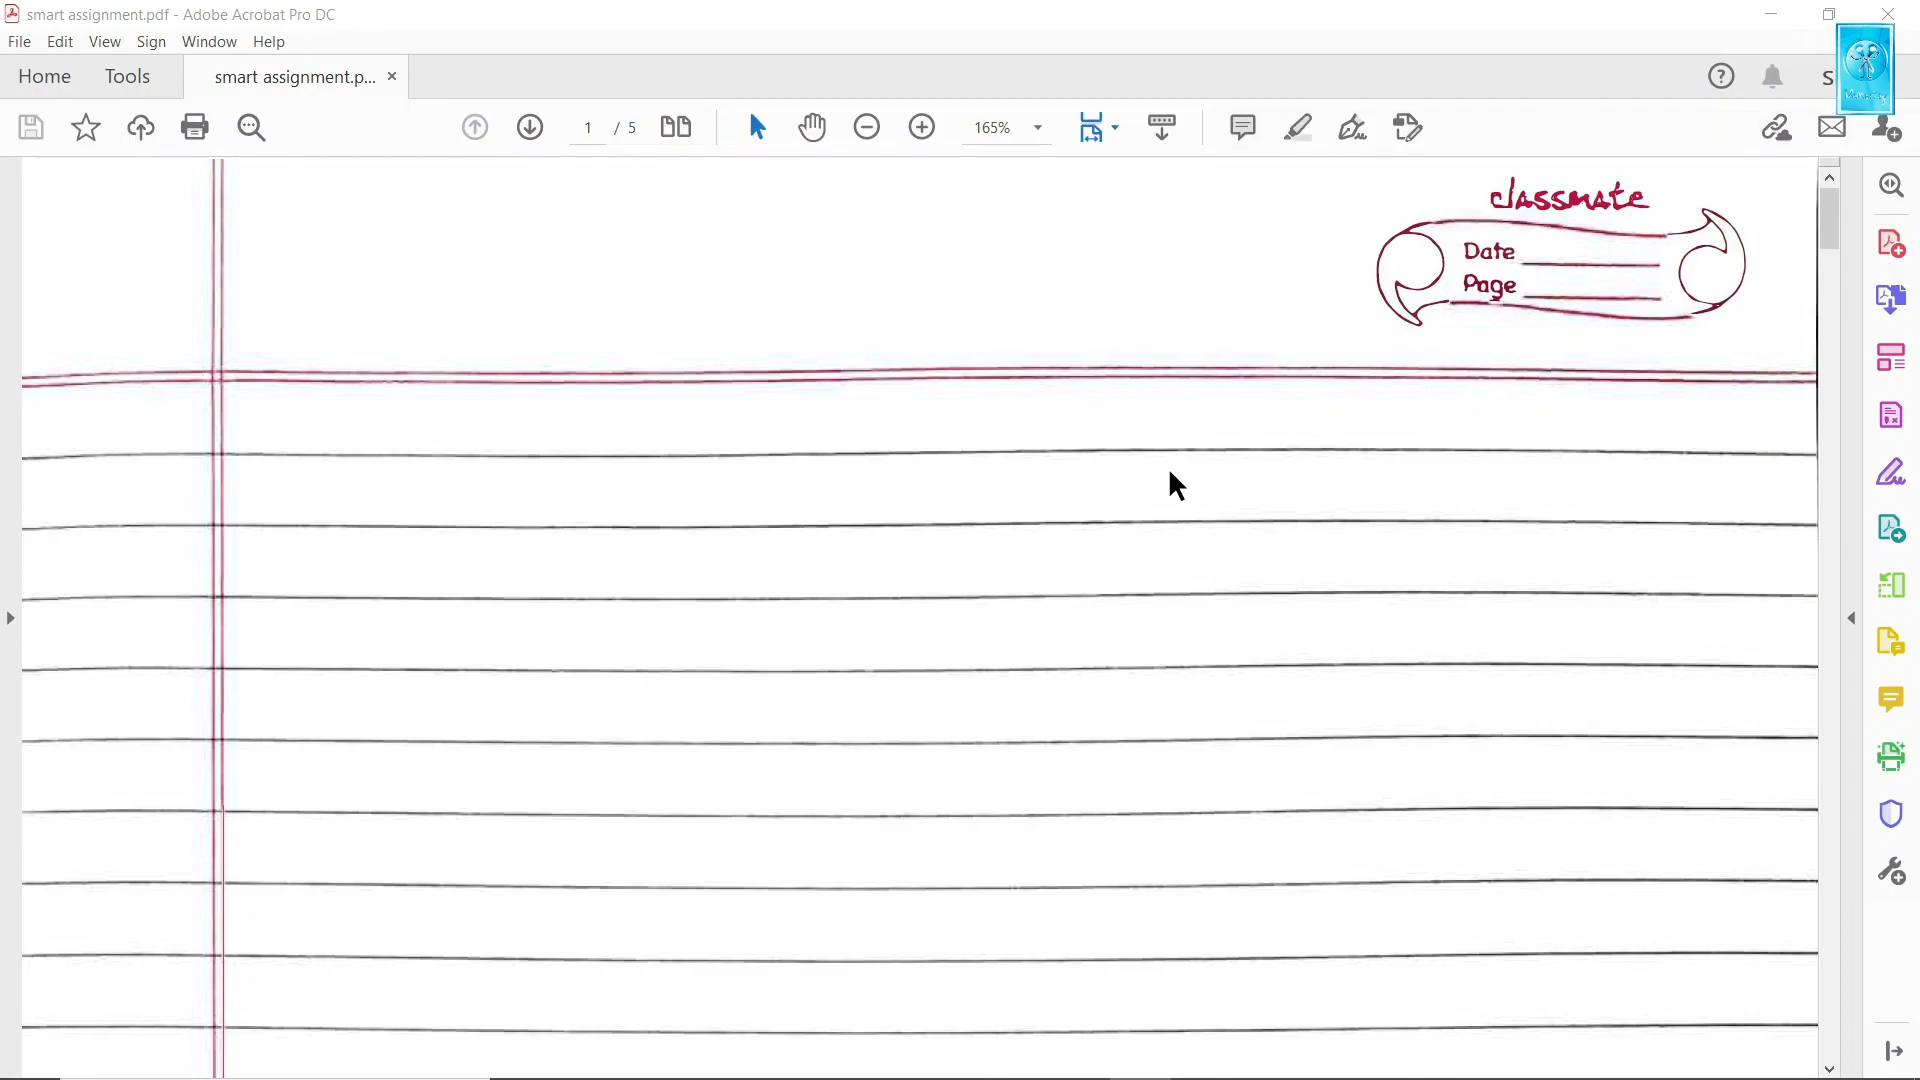 smart assignment.pdf - Adobe Acrobat Pro DC
File Edit View Sign Window Help
Home Tools smart assignment.p... ×
S
1 / 5 165%
classmate
Date
Page